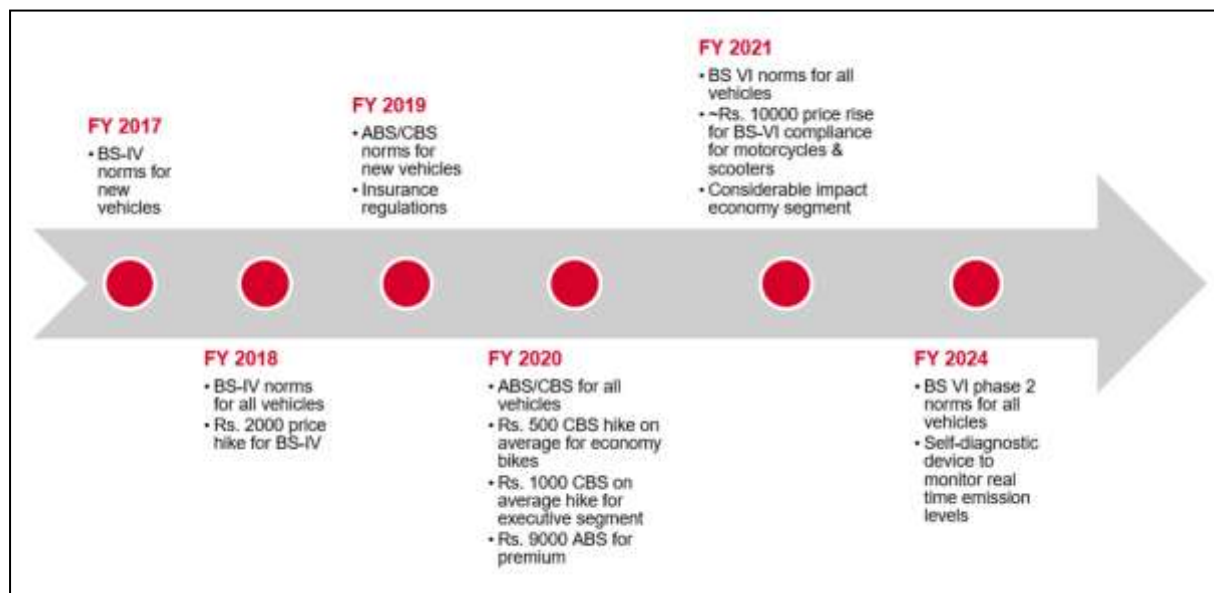 FY 2017
• BS-IV
norms for
new
vehicles
FY 2018
• BS-IV norms
for all vehicles
• Rs. 2000 price
hike for BS-IV
FY 2019
• ABS/CBS
norms for
new vehicles
• Insurance
regulations
FY 2020
• ABS/CBS for all
vehicles
• Rs. 500 CBS hike on
average for economy
bikes
• Rs. 1000 CBS on
average hike for
executive segment
• Rs. 9000 ABS for
premium
FY 2021
• BS VI norms for all
vehicles
• ~Rs. 10000 price rise
for BS-VI compliance
for motorcycles &
scooters
• Considerable impact
economy segment
FY 2024
• BS VI phase 2
norms for all
vehicles
• Self-diagnostic
device to
monitor real
time emission
levels